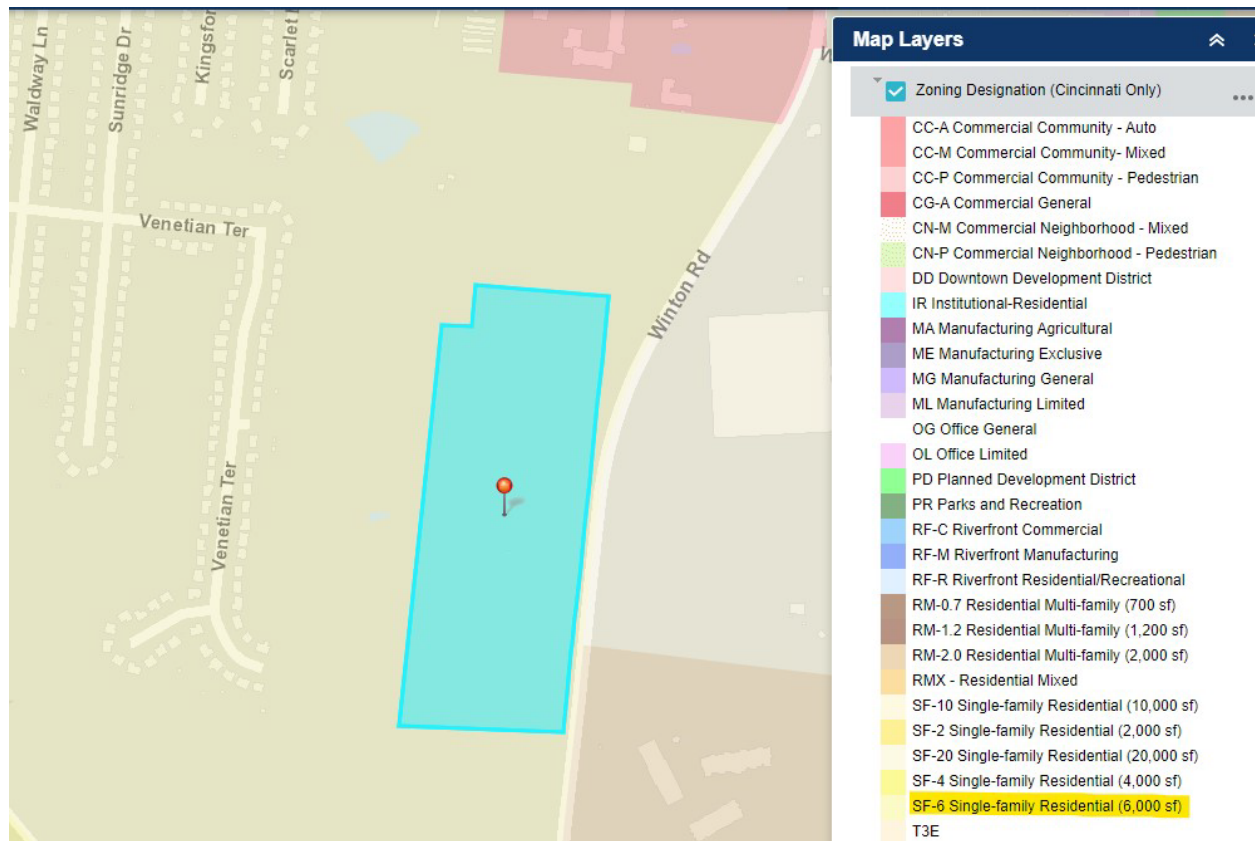 Waldway Ln
Sunridge Dr
Kingsfor
Scarlet
Venetian Ter
Venetian Ter
Winton Rd
W
Map Layers
Zoning Designation (Cincinnati Only)
CC-A Commercial Community - Auto
CC-M Commercial Community- Mixed
CC-P Commercial Community - Pedestrian
CG-A Commercial General
CN-M Commercial Neighborhood - Mixed
CN-P Commercial Neighborhood - Pedestrian
DD Downtown Development District
IR Institutional-Residential
MA Manufacturing Agricultural
ME Manufacturing Exclusive
MG Manufacturing General
ML Manufacturing Limited
OG Office General
OL Office Limited
PD Planned Development District
PR Parks and Recreation
RF-C Riverfront Commercial
RF-M Riverfront Manufacturing
RF-R Riverfront Residential/Recreational
RM-0.7 Residential Multi-family (700 sf)
RM-1.2 Residential Multi-family (1,200 sf)
RM-2.0 Residential Multi-family (2,000 sf)
RMX - Residential Mixed
SF-10 Single-family Residential (10,000 sf)
SF-2 Single-family Residential (2,000 sf)
SF-20 Single-family Residential (20,000 sf)
SF-4 Single-family Residential (4,000 sf)
SF-6 Single-family Residential (6,000 sf)
T3E